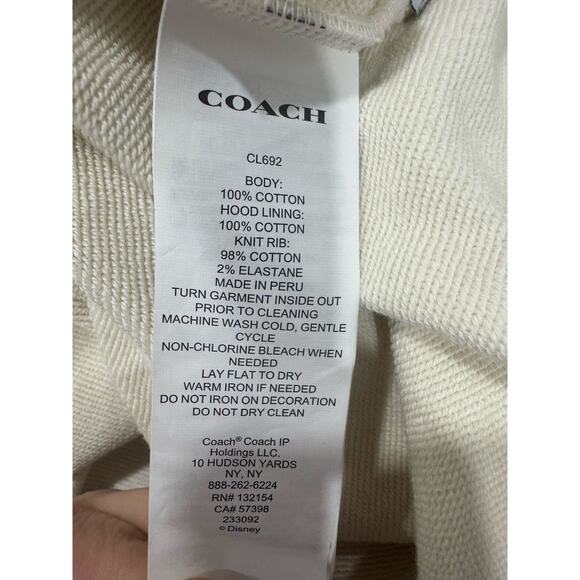 COACH
CL692
BODY:
100% COTTON
HOOD LINING:
100% COTTON
KNIT RIB:
98% COTTON
2% ELASTANE
MADE IN PERU
TURN GARMENT INSIDE OUT
PRIOR TO CLEANING
MACHINE WASH COLD, GENTLE
CYCLE
NON-CHLORINE BLEACH WHEN
NEEDED
LAY FLAT TO DRY
WARM IRON IF NEEDED
DO NOT IRON ON DECORATION
DO NOT DRY CLEAN
Coach® Coach IP
Holdings LLC,
10 HUDSON YARDS
NY, NY
888-262-6224
RN# 132154
CA# 57398
233092
© Disney